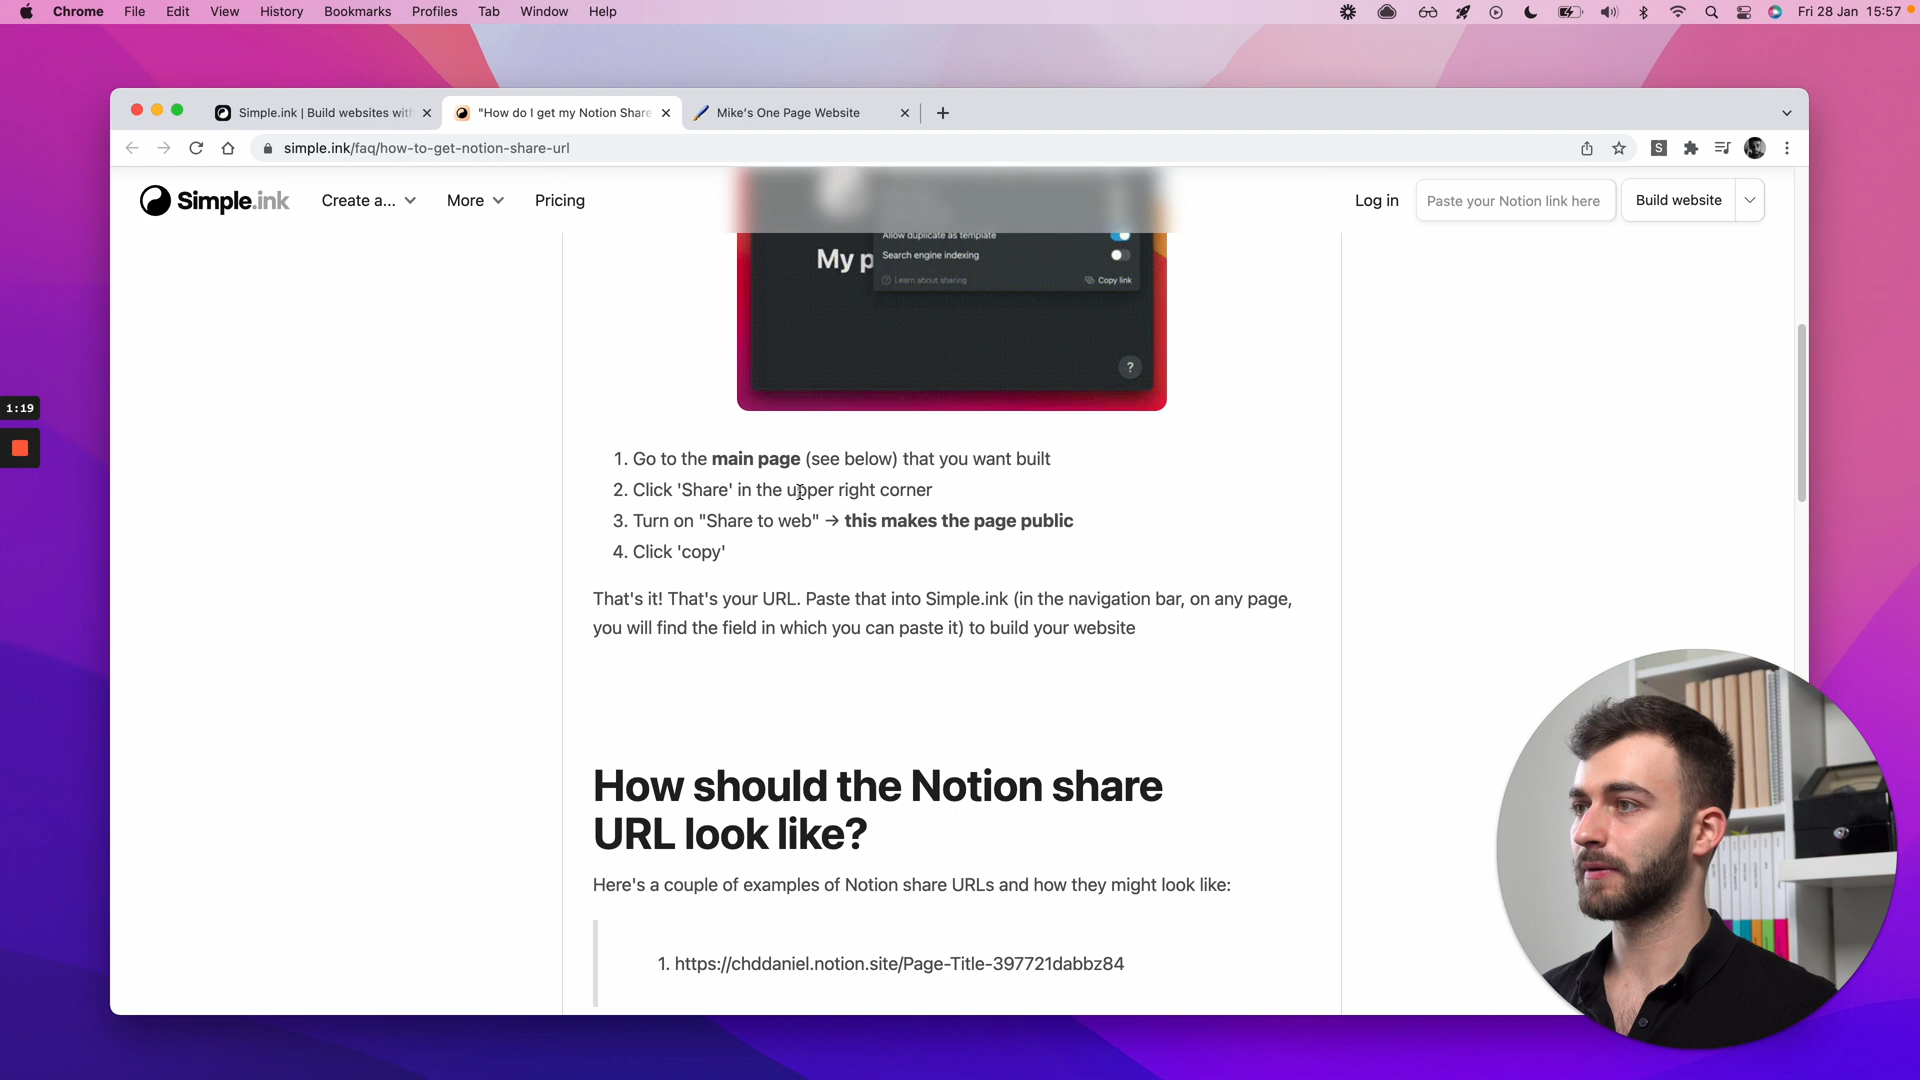 Chrome File Edit View History Bookmarks Profiles Tab Window Help Fri 28 Jan 15:57
Simple.ink | Build websites with "How do I get my Notion Share Mike's One Page Website
simple.ink/faq/how-to-get-notion-share-url S
Simple.ink Create a... More Pricing Log in Paste your Notion link here Build website
Allow duplicate as template
My p Search engine indexing
Learn about sharing Copy link
?
1:19
1. Go to the main page (see below) that you want built
2. Click 'Share' in the upper right corner
3. Turn on "Share to web" → this makes the page public
4. Click 'copy'
That's it! That's your URL. Paste that into Simple.ink (in the navigation bar, on any page,
you will find the field in which you can paste it) to build your website
How should the Notion share
URL look like?
Here's a couple of examples of Notion share URLs and how they might look like:
1. https://chddaniel.notion.site/Page-Title-397721dabbz84